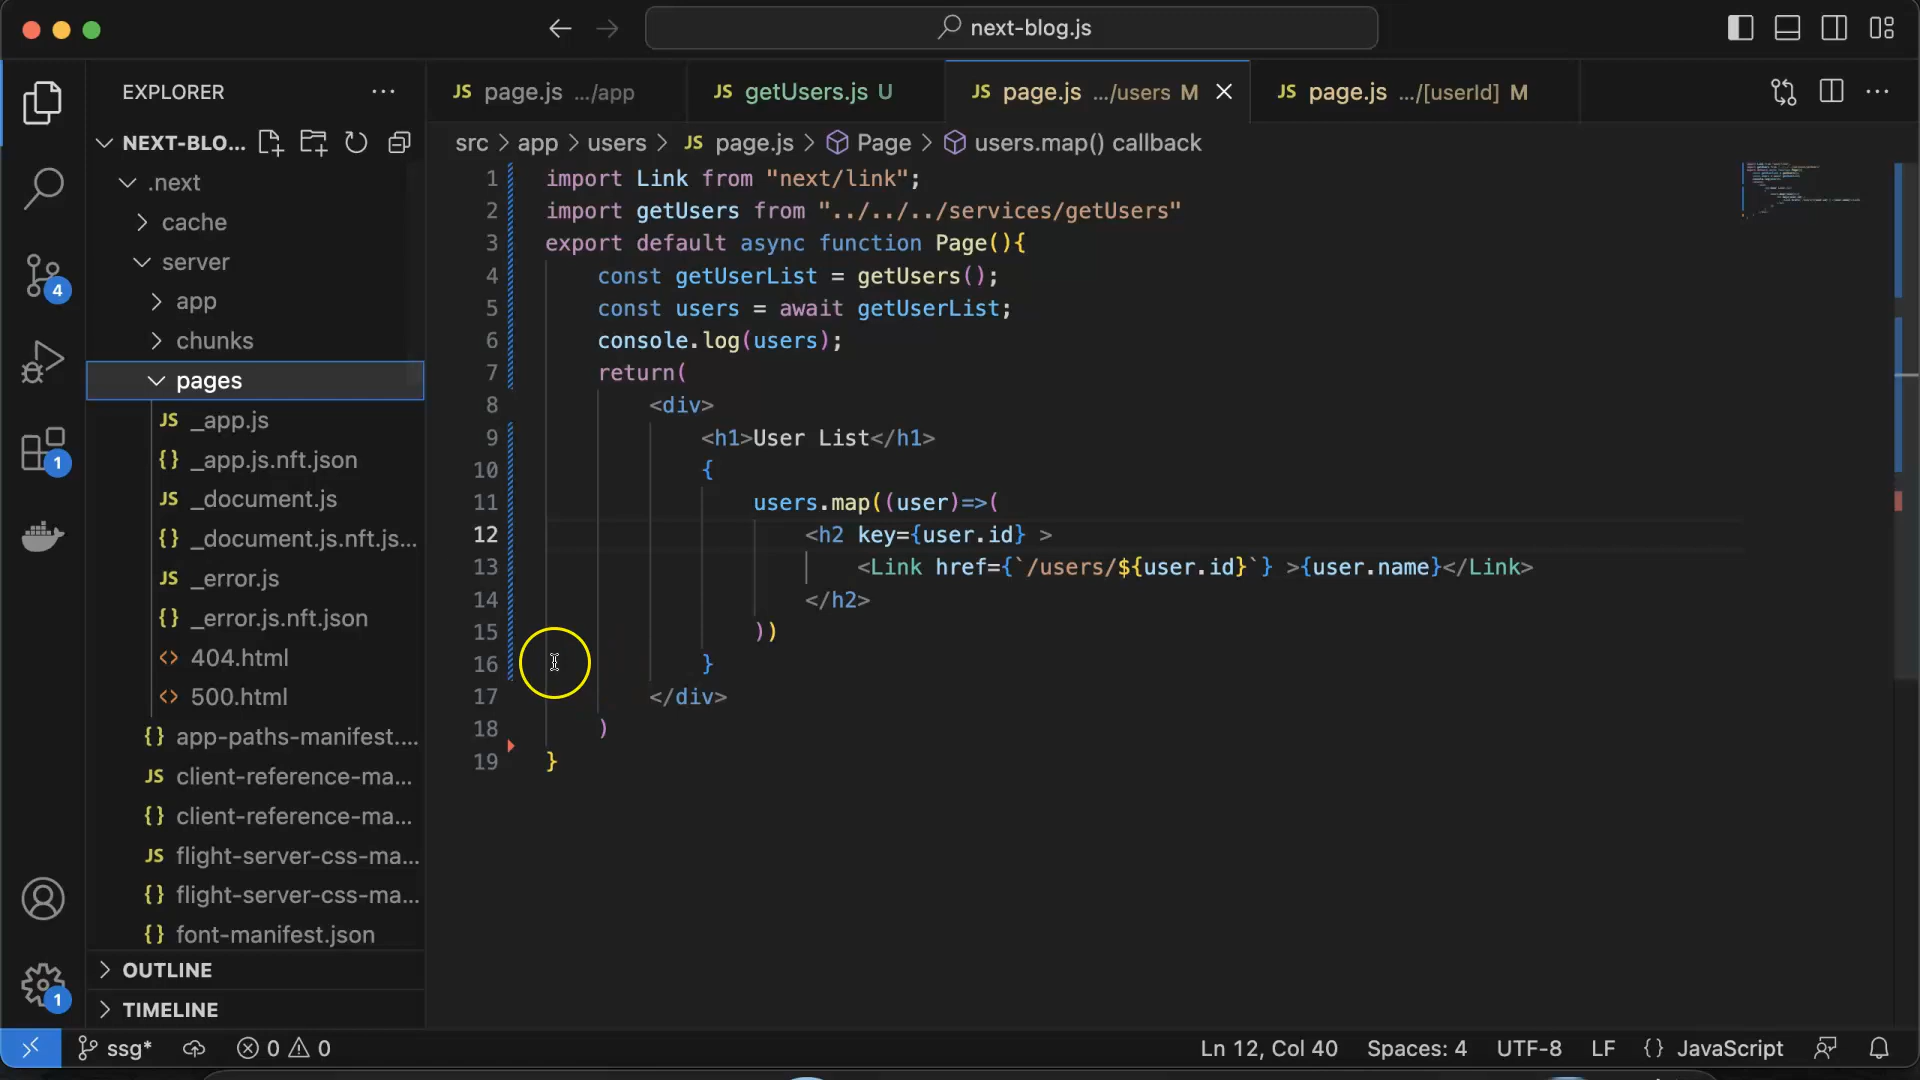 next-blog.js
EXPLORER
JS page.js .../app
JS getUsers.js U
JS page.js .../users M
JS page.js .../[userId] M
NEXT-BLO...
src > app > users > JS page.js > Page > users.map() callback
.next
cache
server
app
chunks
pages
JS _app.js
{} _app.js.nft.json
JS _document.js
{} _document.js.nft.js...
JS _error.js
{} _error.js.nft.json
<> 404.html
<> 500.html
{} app-paths-manifest....
JS client-reference-ma...
{} client-reference-ma...
JS flight-server-css-ma...
{} flight-server-css-ma...
{} font-manifest.json
OUTLINE
TIMELINE
4
1
1
1 import Link from "next/link";
2 import getUsers from "../../../services/getUsers"
3 export default async function Page(){
4 const getUserList = getUsers();
5 const users = await getUserList;
6 console.log(users);
7 return(
8 <div>
9 <h1>User List</h1>
10 {
11 users.map((user)=>(
12 <h2 key={user.id} >
13 <Link href={`/users/${user.id}`} >{user.name}</Link>
14 </h2>
15 ))
16 }
17 </div>
18 )
19 }
ssg*
0 0
Ln 12, Col 40
Spaces: 4
UTF-8
LF
{} JavaScript